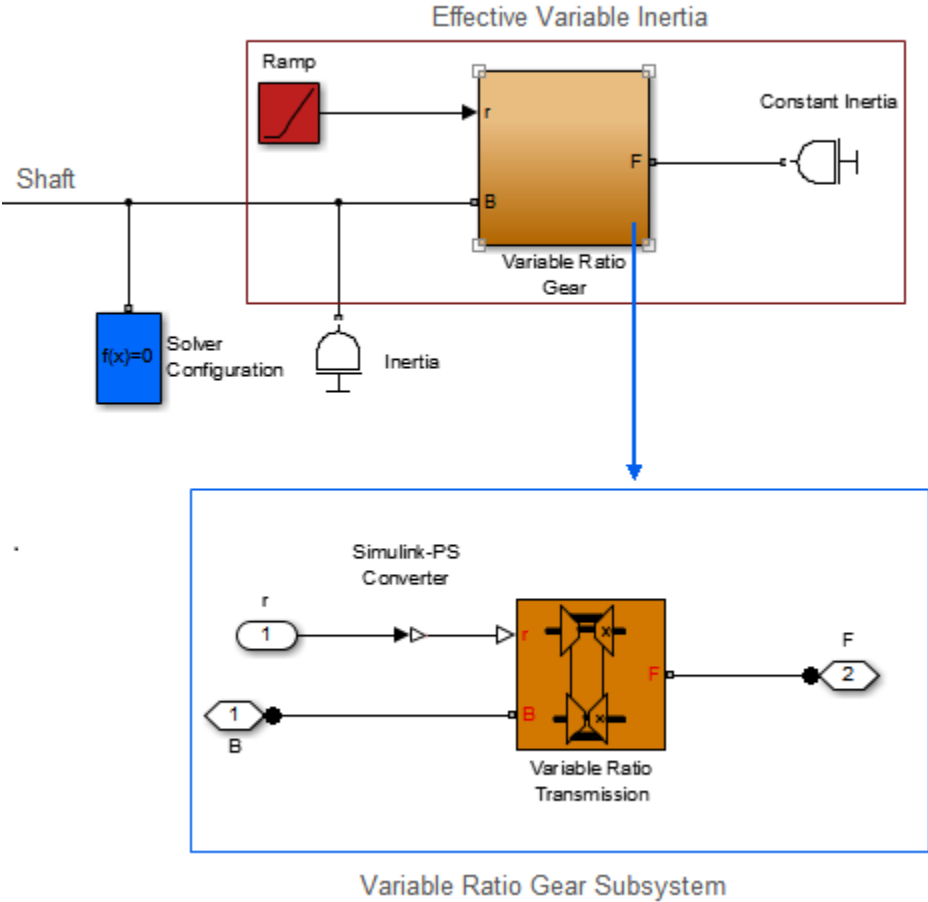 Effective Variable Inertia
Ramp
Constant Inertia
r
F
Shaft
B
Variable Ratio
Gear
f(x)=0
Solver
Configuration
Inertia
.
Simulink-PS
Converter
r
1
r
F
F
2
1
B
B
Variable Ratio
Transmission
Variable Ratio Gear Subsystem